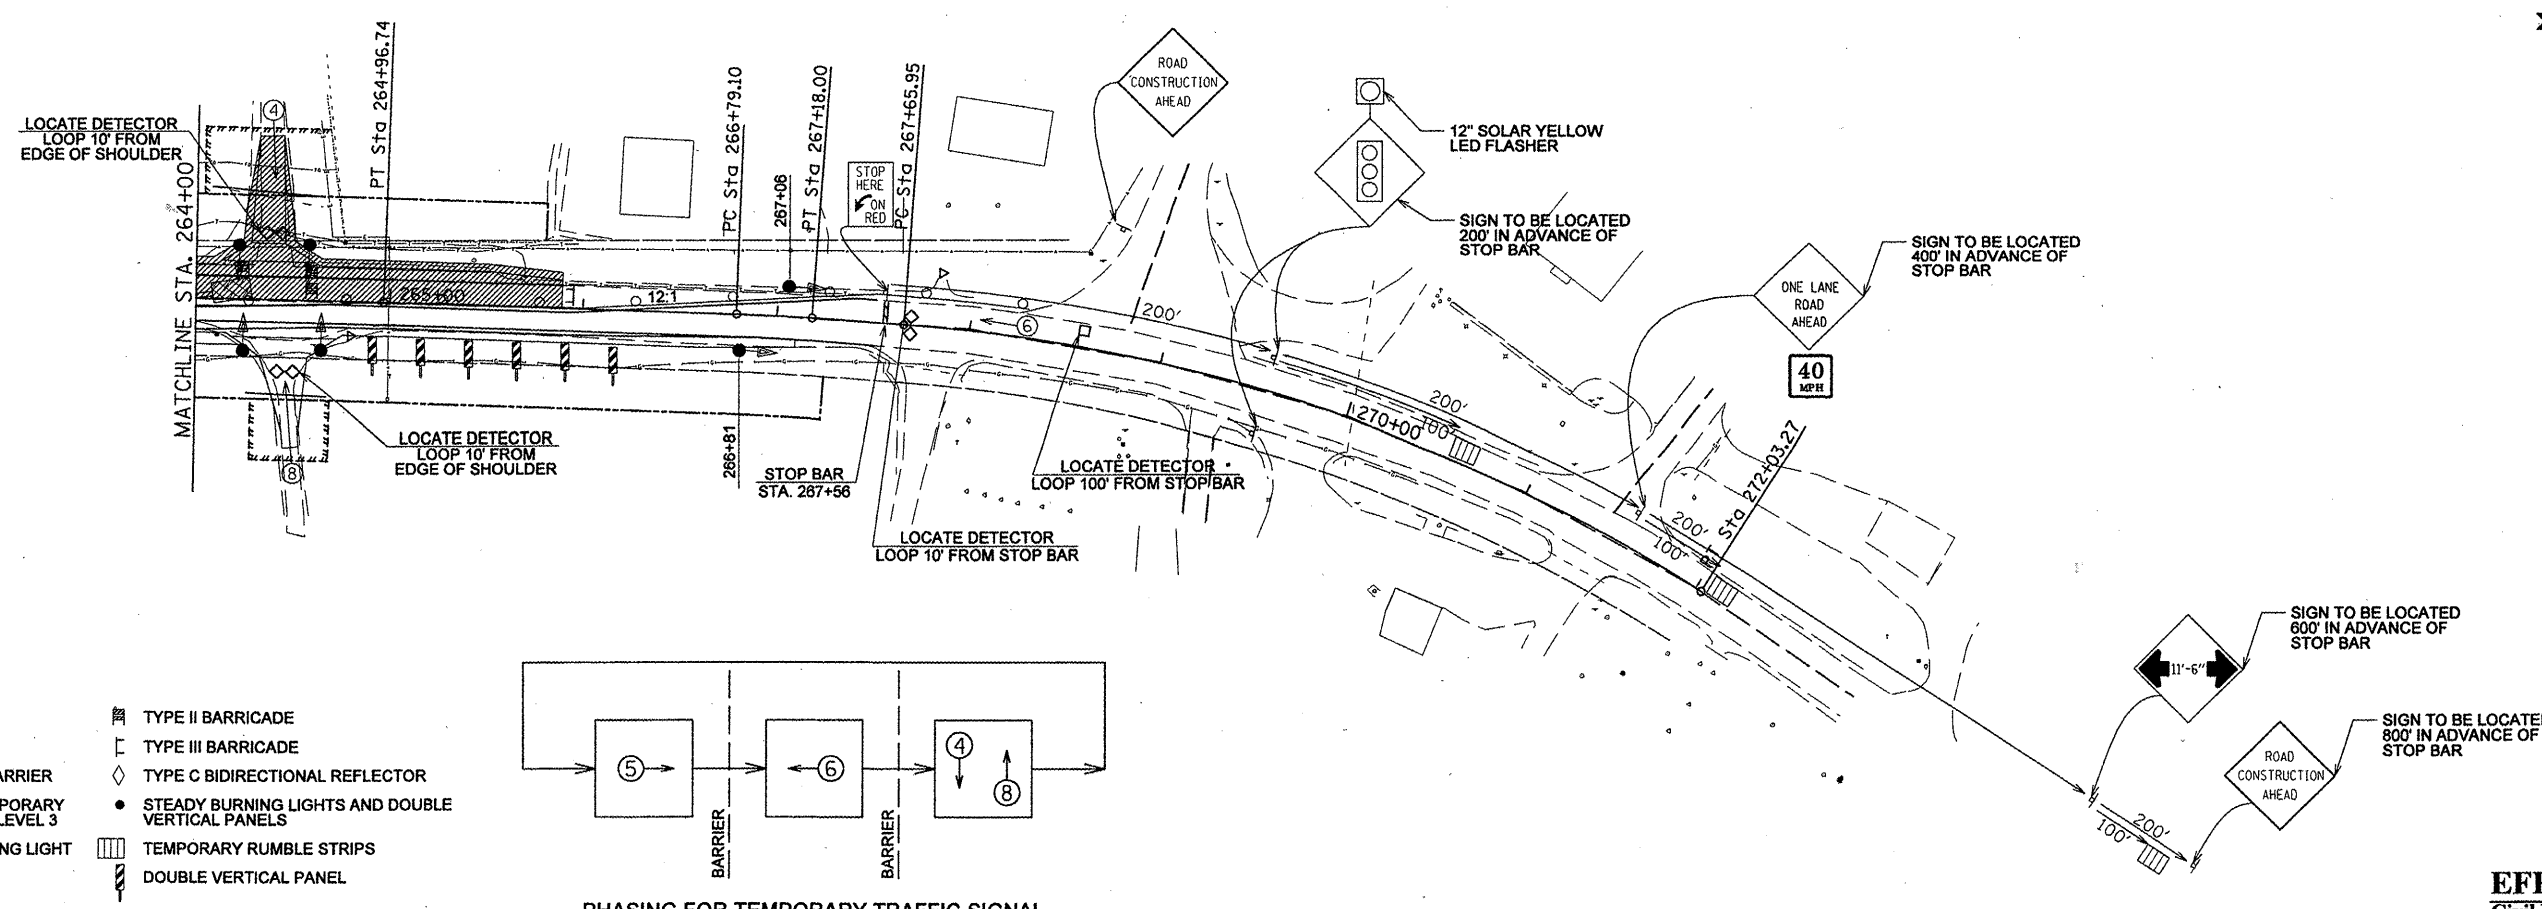 LOCATE DETECTOR
LOOP 10' FROM
EDGE OF SHOULDER
4
MATCHLINE STA. 264+00
PT Sta 264+96.74
265+00
12:1
PC Sta 266+79.10
267+06
PT Sta 267+18.00
STOP
HERE
ON
RED
PC Sta 267+65.95
ROAD
CONSTRUCTION
AHEAD
12" SOLAR YELLOW
LED FLASHER
SIGN TO BE LOCATED
200' IN ADVANCE OF
STOP BAR
ONE LANE
ROAD
AHEAD
SIGN TO BE LOCATED
400' IN ADVANCE OF
STOP BAR
40
MPH
6
200'
200'
100'
270+00
8
LOCATE DETECTOR
LOOP 10' FROM
EDGE OF SHOULDER
266+81
STOP BAR
STA. 267+56
LOCATE DETECTOR
LOOP 100' FROM STOP BAR
LOCATE DETECTOR
LOOP 10' FROM STOP BAR
200'
100'
PT Sta 272+03.27
11'-6"
SIGN TO BE LOCATED
600' IN ADVANCE OF
STOP BAR
ROAD
CONSTRUCTION
AHEAD
SIGN TO BE LOCATED
800' IN ADVANCE OF
STOP BAR
200'
100'
TYPE II BARRICADE
TYPE III BARRICADE
TYPE C BIDIRECTIONAL REFLECTOR
STEADY BURNING LIGHTS AND DOUBLE
VERTICAL PANELS
TEMPORARY RUMBLE STRIPS
DOUBLE VERTICAL PANEL
LEVEL 3
LIGHT
5
6
4
8
BARRIER
BARRIER
PHASING FOR TEMPORARY TRAFFIC SIGNAL